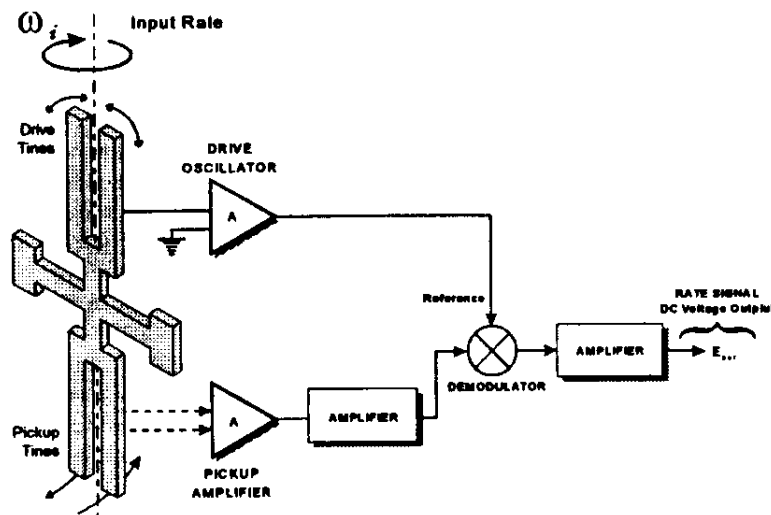 ω i Input Rate
Drive
Tines
DRIVE
OSCILLATOR
A
Reference
RATE SIGNAL
DC Voltage Output
AMPLIFIER
DEMODULATOR
A
AMPLIFIER
Pickup
Tines
PICKUP
AMPLIFIER